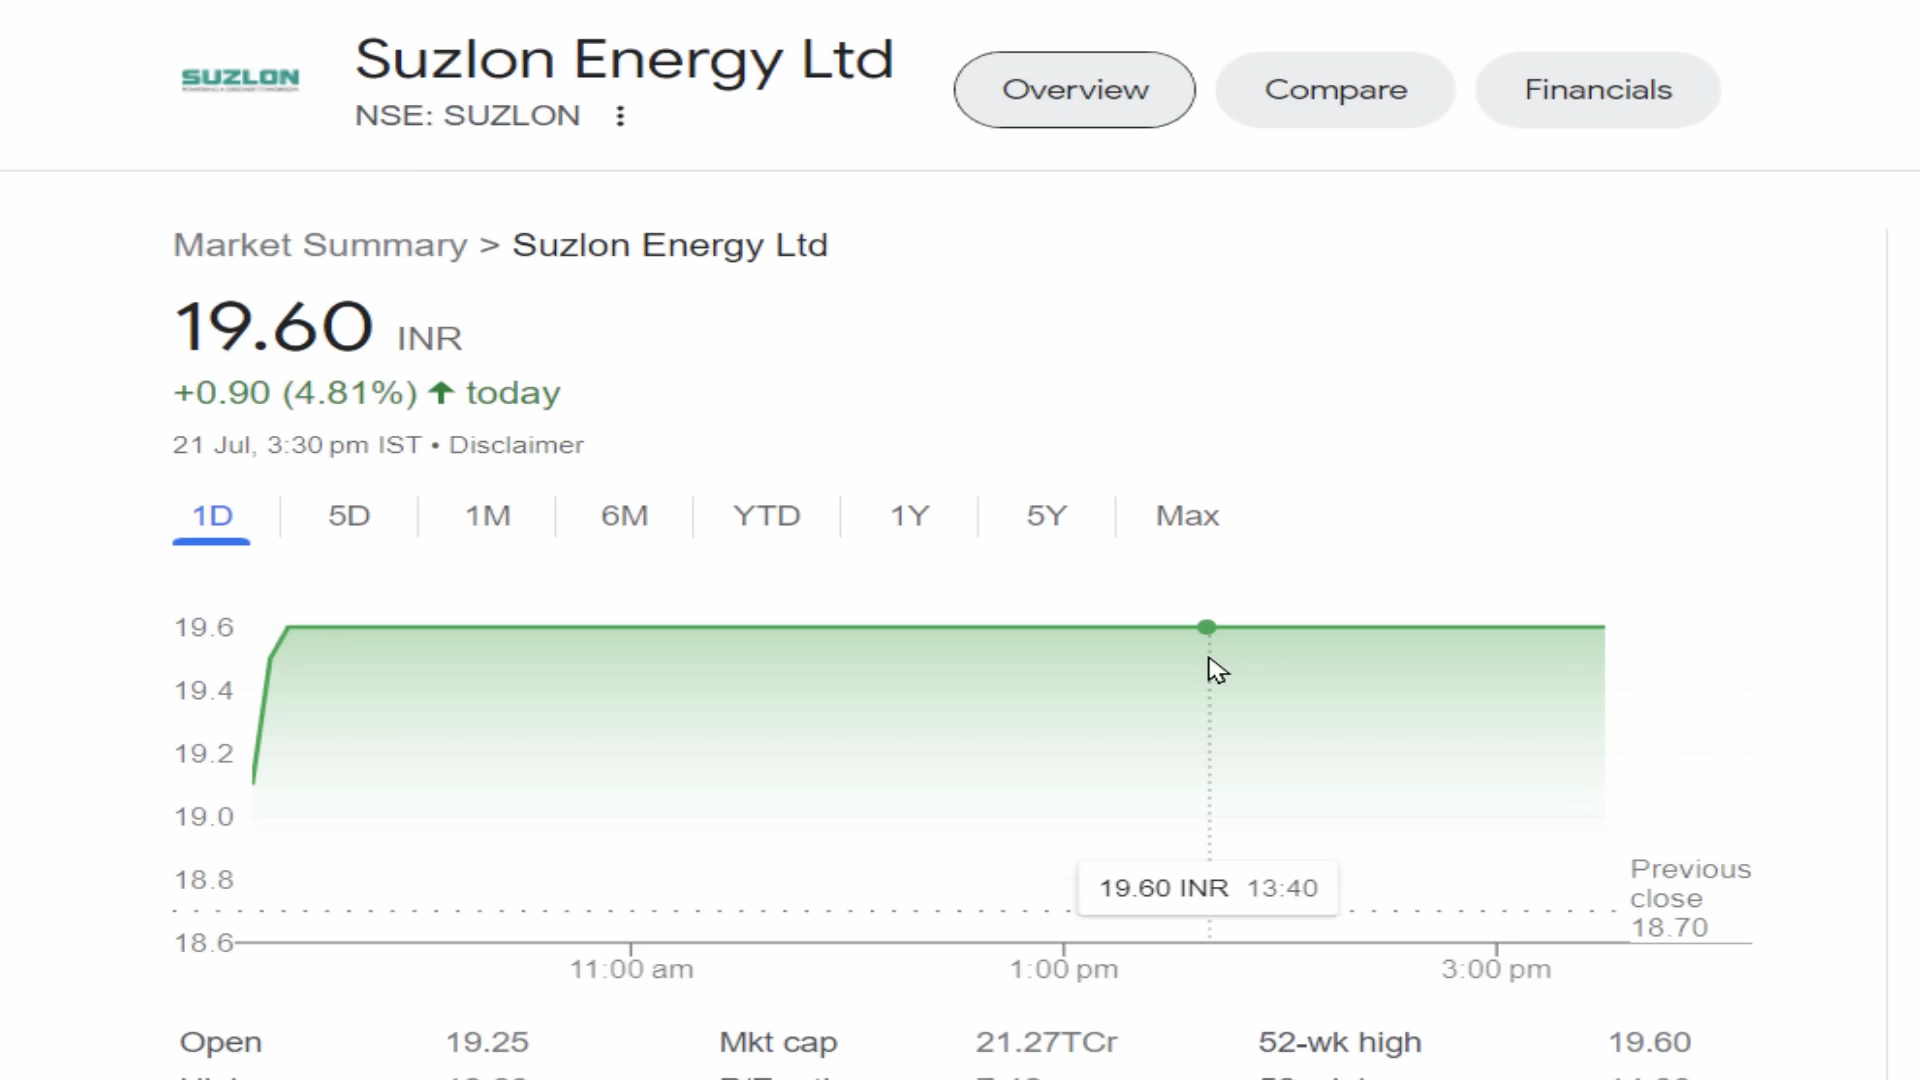 SUZLON
Suzlon Energy Ltd
NSE: SUZLON
Overview
Compare
Financials
Market Summary > Suzlon Energy Ltd
19.60 INR
+0.90 (4.81%) ↑ today
21 Jul, 3:30 pm IST • Disclaimer
1D
5D
1M
6M
YTD
1Y
5Y
Max
19.6
19.4
19.2
19.0
18.8
18.6
19.60 INR 13:40
Previous
close
18.70
11:00 am
1:00 pm
3:00 pm
Open 19.25 Mkt cap 21.27TCr 52-wk high 19.60